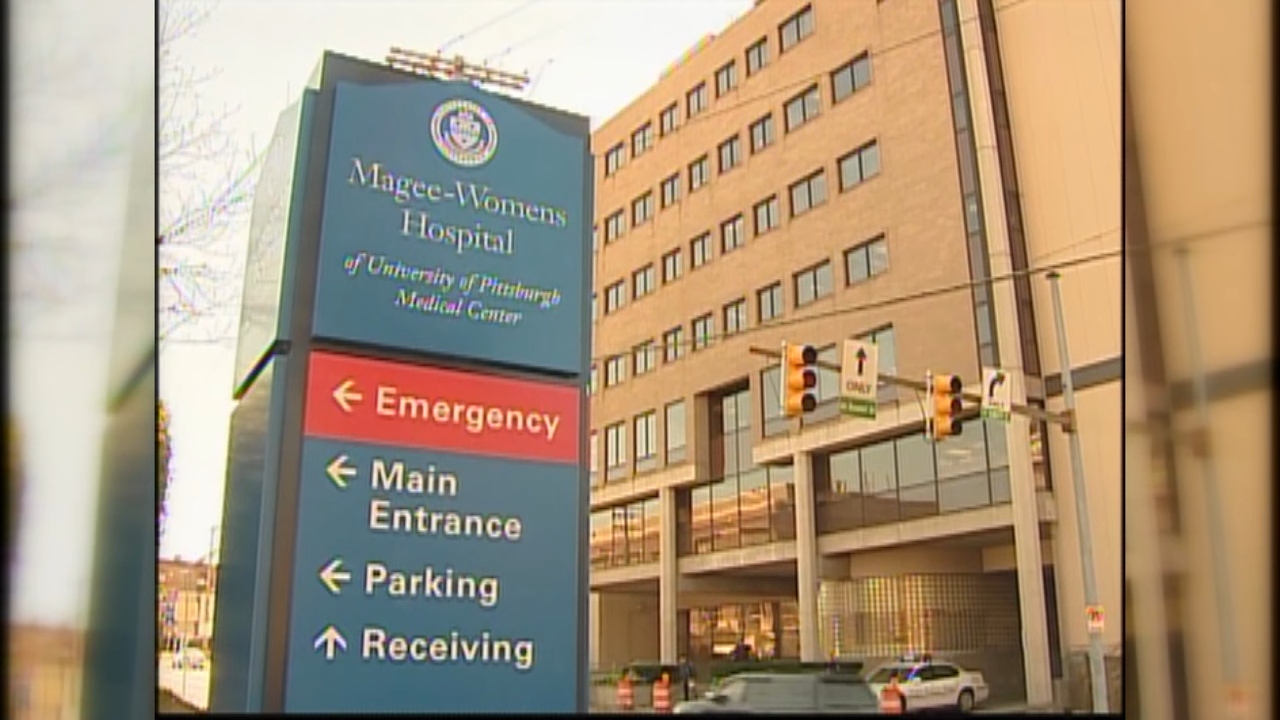 Magee-Womens
Hospital
of University of Pittsburgh
Medical Center
← Emergency
← Main
Entrance
← Parking
↑ Receiving
ONLY